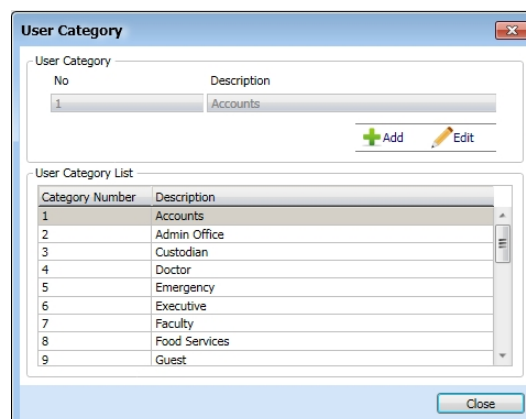 User Category
User Category
No Description
1 Accounts
Add Edit
User Category List
Category Number Description
1 Accounts
2 Admin Office
3 Custodian
4 Doctor
5 Emergency
6 Executive
7 Faculty
8 Food Services
9 Guest
Close